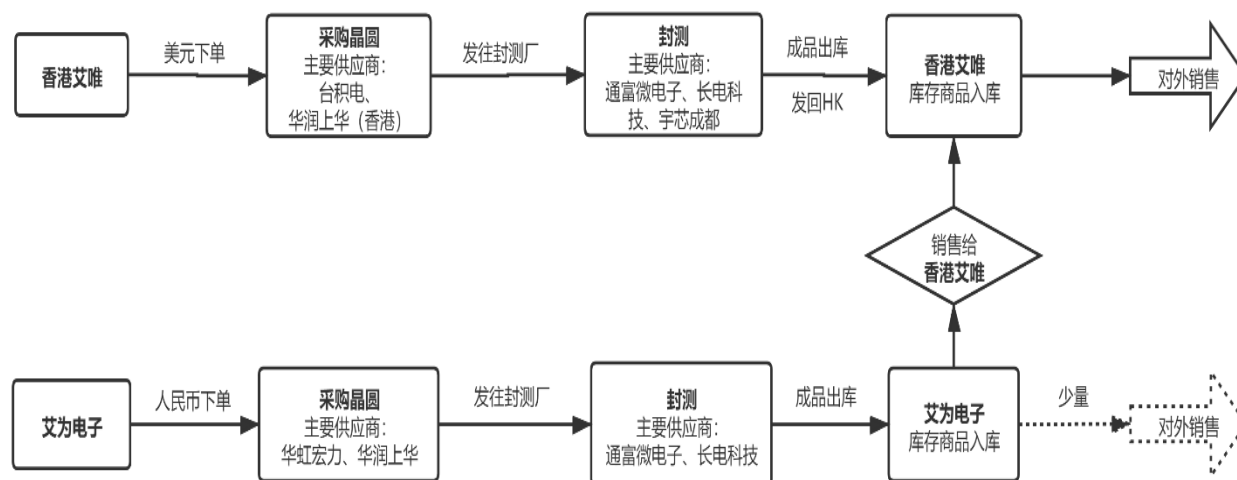 香港艾唯
美元下单
采购晶圆
主要供应商：
台积电、
华润上华（香港）
发往封测厂
封测
主要供应商：
通富微电子、长电科
技、宇芯成都
成品出库
发回HK
香港艾唯
库存商品入库
对外销售
销售给
香港艾唯
艾为电子
人民币下单
采购晶圆
主要供应商：
华虹宏力、华润上华
发往封测厂
封测
主要供应商：
通富微电子、长电科技
成品出库
艾为电子
库存商品入库
少量
对外销售